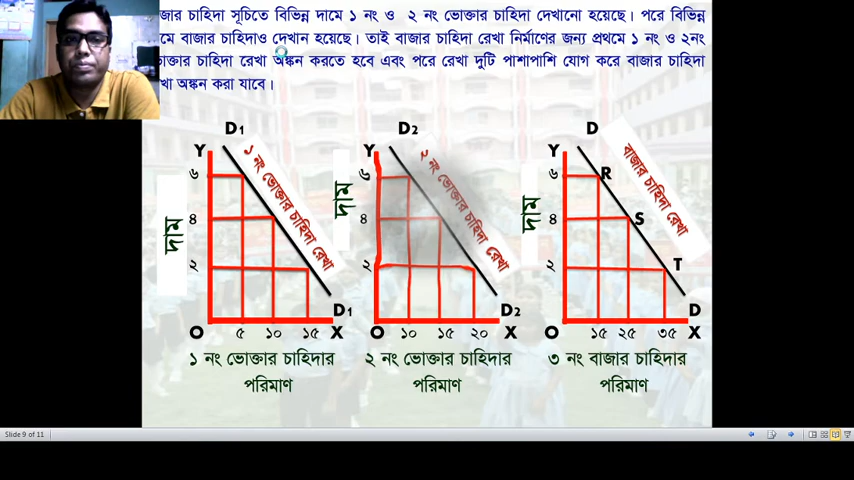 জার চাহিদা সূচিতে বিভিন্ন দামে ১ নং ও ২ নং ভোক্তার চাহিদা দেখানো হয়েছে। পরে বিভিন্ন
মে বাজার চাহিদাও দেখান হয়েছে। তাই বাজার চাহিদা রেখা নির্মাণের জন্য প্রথমে ১ নং ও ২নং
ভোক্তার চাহিদা রেখা অঙ্কন করতে হবে এবং পরে রেখা দুটি পাশাপাশি যোগ করে বাজার চাহিদা
খা অঙ্কন করা যাবে।
D1
Y
৬
৪
২
দাম
১ নং ভোক্তার চাহিদা রেখা
D1
O ৫ ১০ ১৫ X
১ নং ভোক্তার চাহিদার
পরিমাণ
D2
Y
৬
৪
২
দাম
২ নং ভোক্তার চাহিদা রেখা
D2
O ১০ ১৫ ২০ X
২ নং ভোক্তার চাহিদার
পরিমাণ
D
Y
৬ R
৪ S
২ T
দাম
বাজার চাহিদা রেখা
D
O ১৫ ২৫ ৩৫ X
৩ নং বাজার চাহিদার
পরিমাণ
Slide 9 of 11